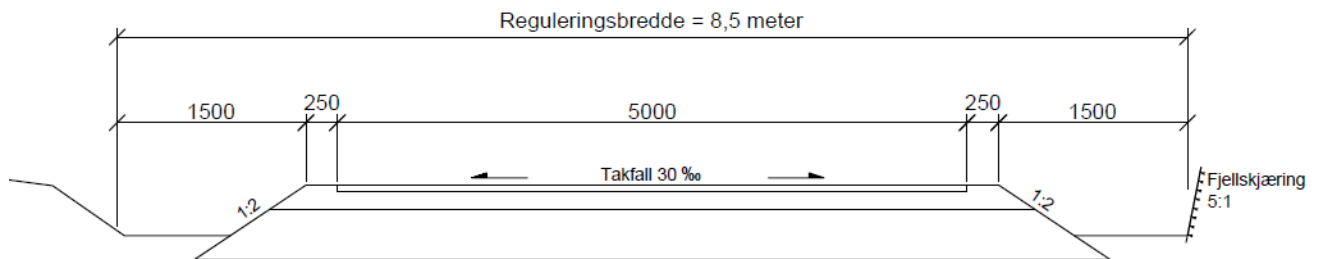 Reguleringsbredde = 8,5 meter
1500 250 5000 250 1500
Takfall 30 ‰
1:2
1:2
Fjellskjæring
5:1